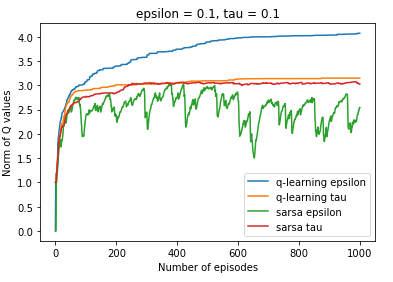 epsilon = 0.1, tau = 0.1
Norm of Q values
4.0
3.5
3.0
2.5
2.0
1.5
1.0
0.5
0.0
q-learning epsilon
q-learning tau
sarsa epsilon
sarsa tau
0 200 400 600 800 1000
Number of episodes